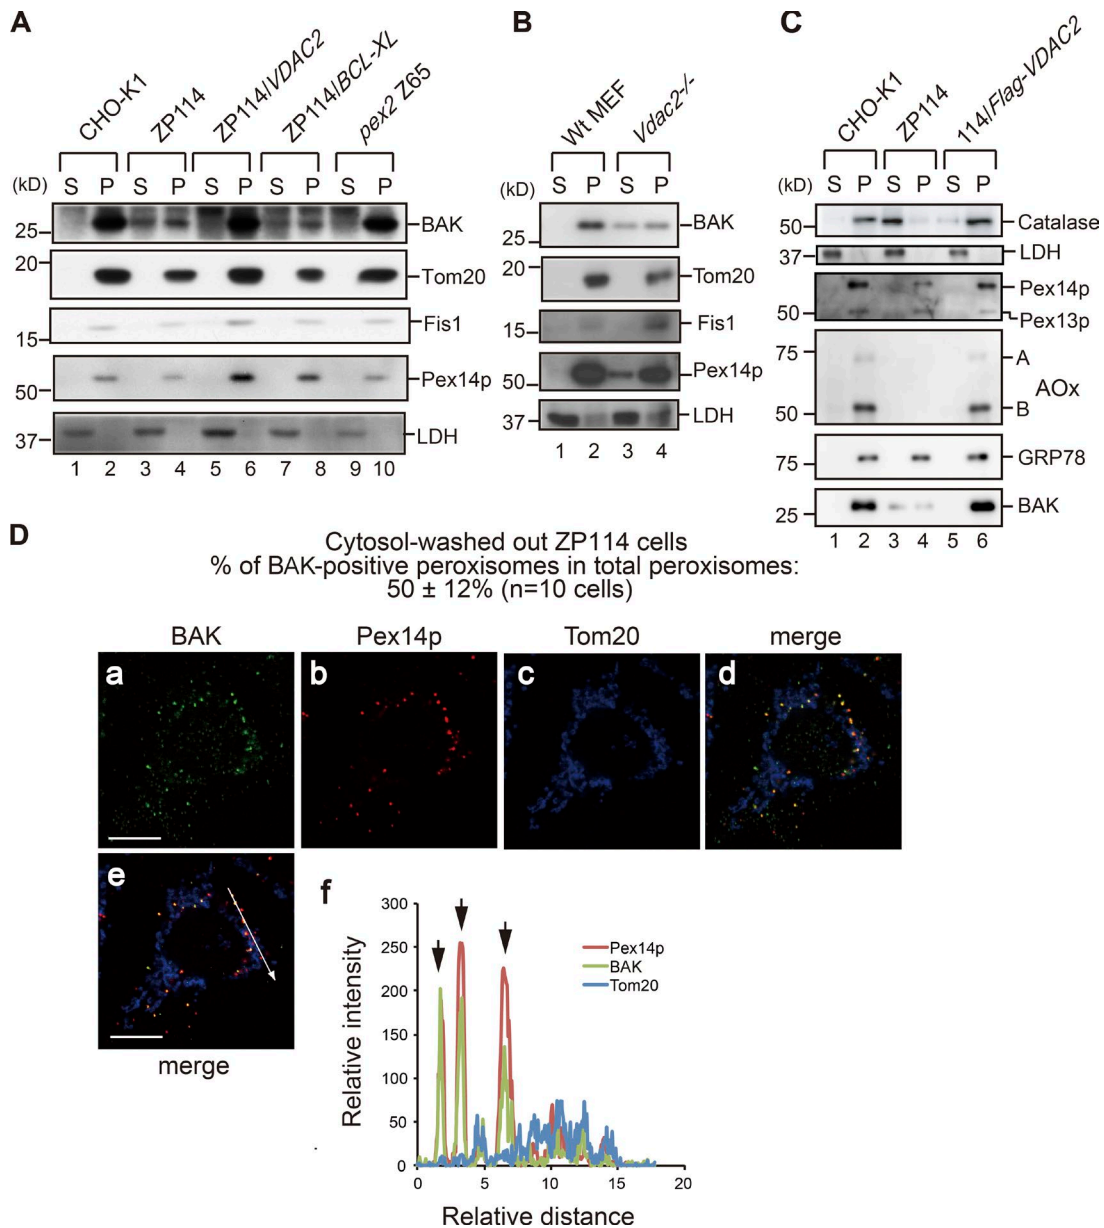 A
CHO-K1
ZP114
ZP114/VDAC2
ZP114/BCL-XL
pex2 Z65
(kD) S P S P S P S P S P
25 BAK
20 Tom20
15 Fis1
50 Pex14p
37 LDH
1 2 3 4 5 6 7 8 9 10
B
Wt MEF
Vdac2-/-
(kD) S P S P
25 BAK
20 Tom20
15 Fis1
50 Pex14p
37 LDH
1 2 3 4
C
CHO-K1
ZP114
114/Flag-VDAC2
(kD) S P S P S P
50 Catalase
37 LDH
Pex14p
50 Pex13p
75 A
AOx
50 B
75 GRP78
25 BAK
1 2 3 4 5 6
D
Cytosol-washed out ZP114 cells
% of BAK-positive peroxisomes in total peroxisomes:
50 ± 12% (n=10 cells)
BAK Pex14p Tom20 merge
a b c d
e
merge
f
300
250
200
150
100
50
0
Relative intensity
Pex14p
BAK
Tom20
0 5 10 15 20
Relative distance